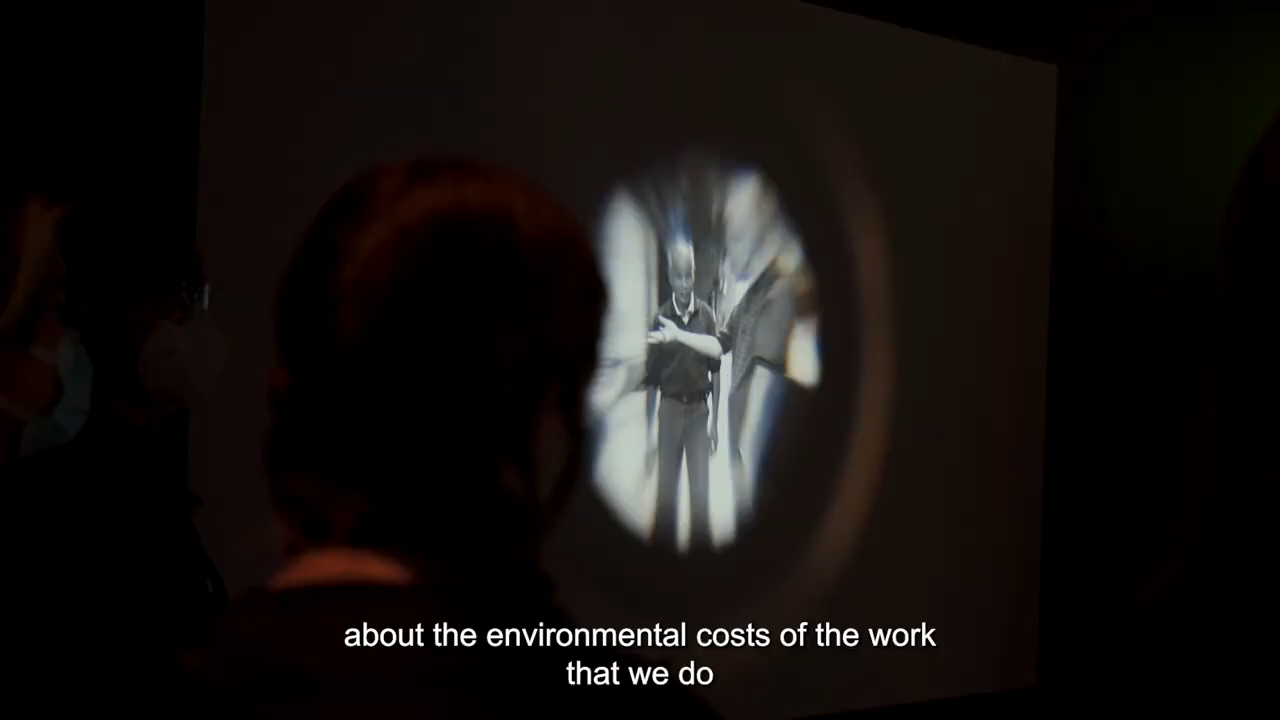 about the environmental costs of the work
that we do